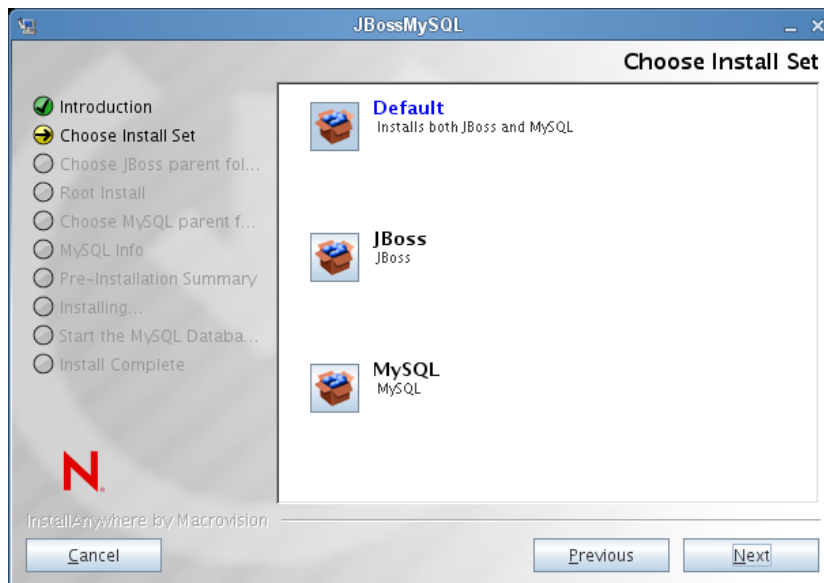 JBossMySQL
Choose Install Set
Introduction
Choose Install Set
Choose JBoss parent fol...
Root Install
Choose MySQL parent f...
MySQL Info
Pre-Installation Summary
Installing...
Start the MySQL Databa...
Install Complete
Default
Installs both JBoss and MySQL
JBoss
JBoss
MySQL
MySQL
N.
InstallAnywhere by Macrovision
Cancel
Previous
Next